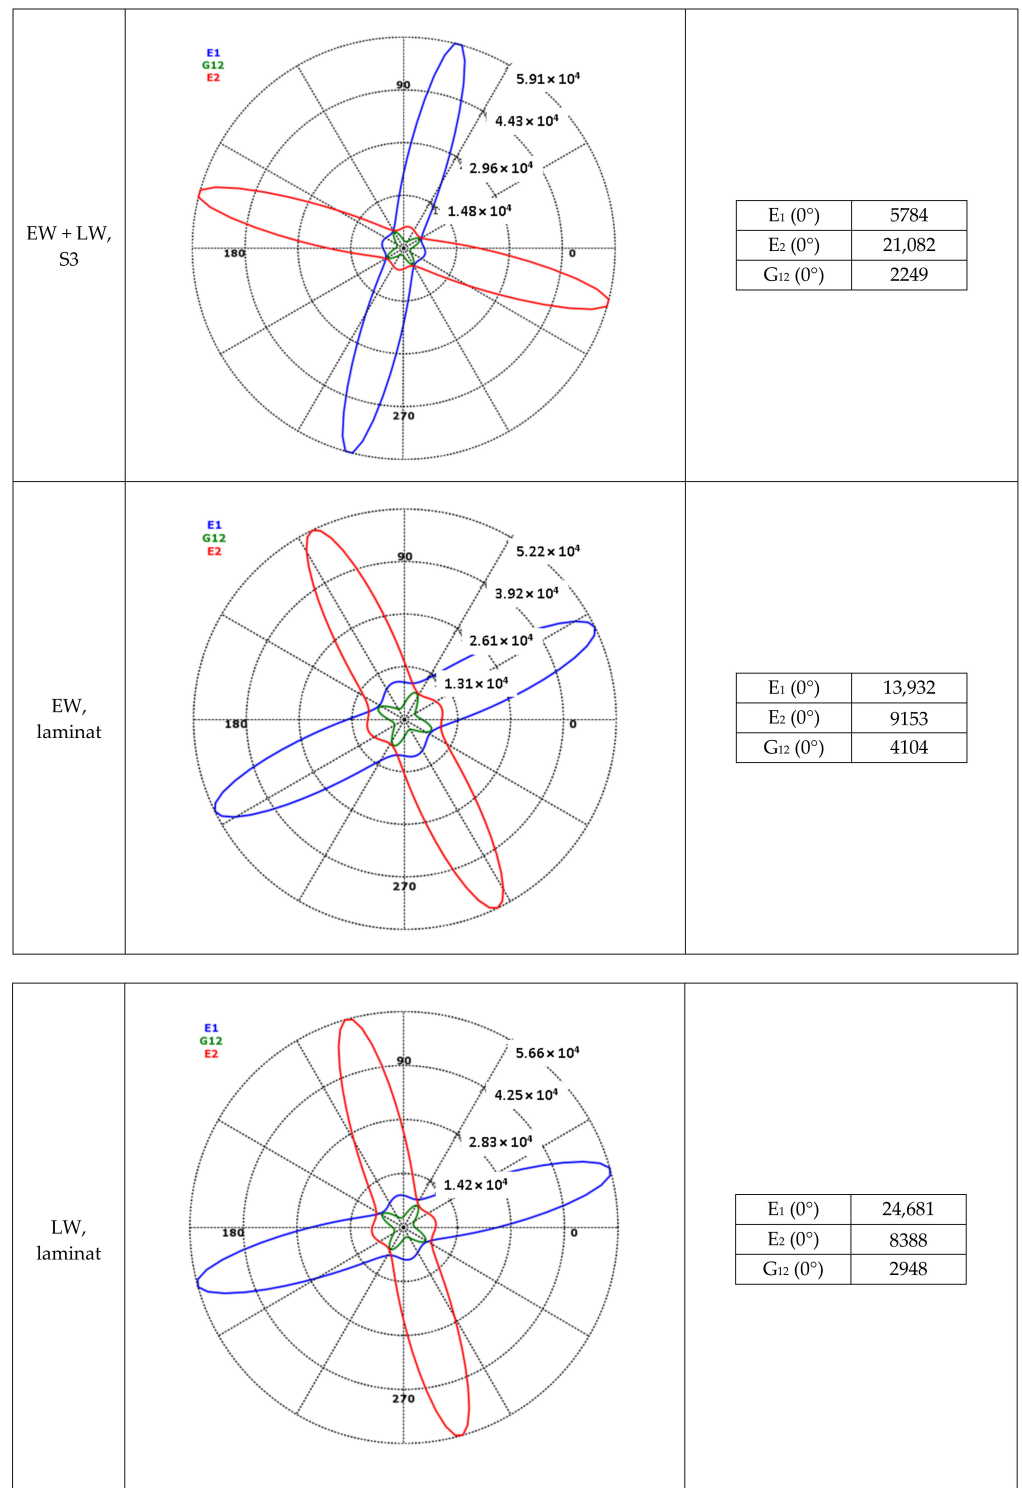 EW + LW,
S3
E1
G12
E2
90
180
0
270
5.91×10⁴
4.43×10⁴
2.96×10⁴
1.48×10⁴
E₁ (0°) 5784
E₂ (0°) 21,082
G₁₂ (0°) 2249
EW,
laminat
E1
G12
E2
90
180
0
270
5.22×10⁴
3.92×10⁴
2.61×10⁴
1.31×10⁴
E₁ (0°) 13,932
E₂ (0°) 9153
G₁₂ (0°) 4104
LW,
laminat
E1
G12
E2
90
180
0
270
5.66×10⁴
4.25×10⁴
2.83×10⁴
1.42×10⁴
E₁ (0°) 24,681
E₂ (0°) 8388
G₁₂ (0°) 2948